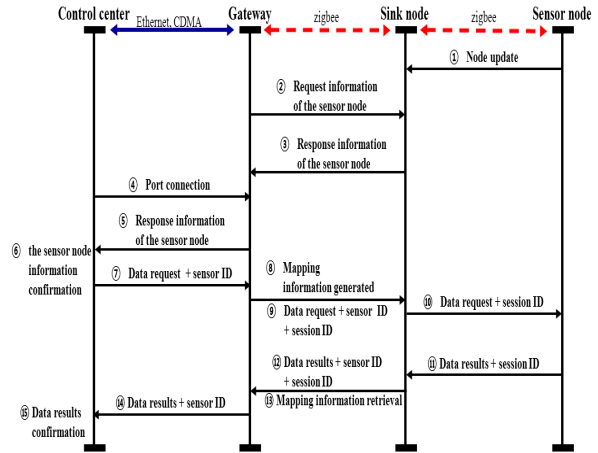 Control center
Gateway
Sink node
Sensor node
Ethernet, CDMA
zigbee
zigbee
① Node update
② Request information
of the sensor node
③ Response information
of the sensor node
④ Port connection
⑤ Response information
of the sensor node
⑥ the sensor node
information
confirmation
⑦ Data request + sensor ID
⑧ Mapping
information generated
⑨ Data request + sensor ID
+ session ID
⑩ Data request + session ID
⑪ Data results + session ID
⑫ Data results + sensor ID
+ session ID
⑬ Mapping information retrieval
⑭ Data results + sensor ID
⑮ Data results
confirmation